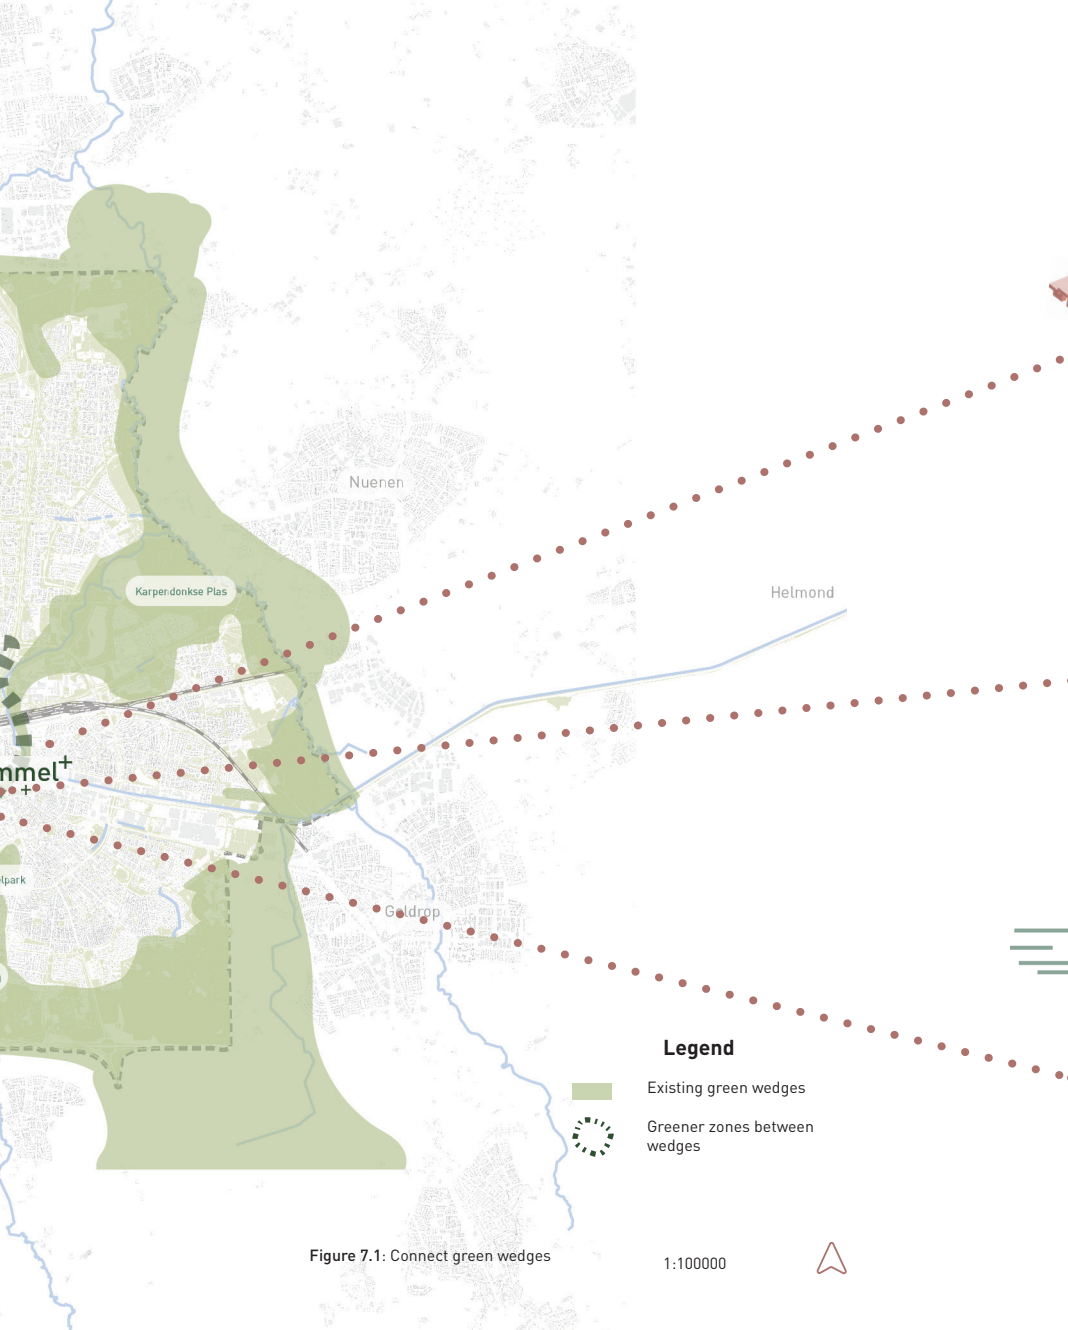 Nuenen
Karpendonkse Plas
Helmond
mmel+
+
elpark
Geldrop
Legend
Existing green wedges
Greener zones between
wedges
Figure 7.1: Connect green wedges
1:100000